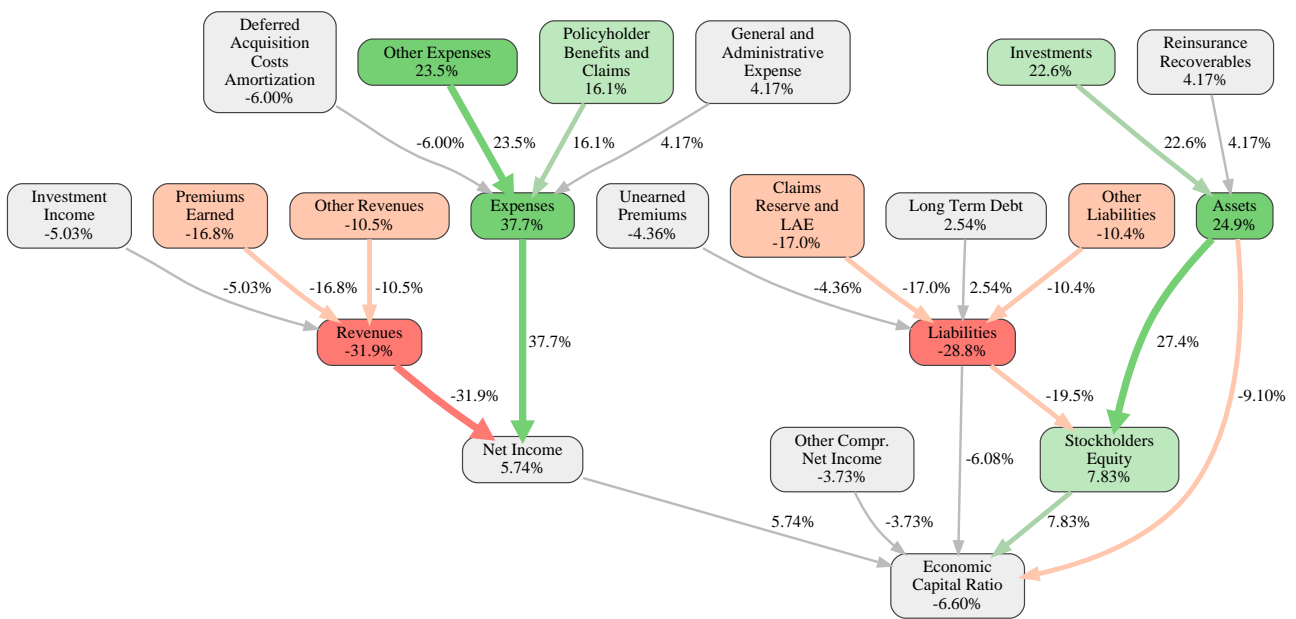 Deferred
Acquisition
Costs
Amortization
-6.00%
Other Expenses
23.5%
Policyholder
Benefits and
Claims
16.1%
General and
Administrative
Expense
4.17%
Investments
22.6%
Reinsurance
Recoverables
4.17%
-6.00%
23.5%
16.1%
4.17%
22.6%
4.17%
Investment
Income
-5.03%
Premiums
Earned
-16.8%
Other Revenues
-10.5%
Expenses
37.7%
Unearned
Premiums
-4.36%
Claims
Reserve and
LAE
-17.0%
Long Term Debt
2.54%
Other
Liabilities
-10.4%
Assets
24.9%
-5.03%
-16.8%
-10.5%
-4.36%
-17.0%
2.54%
-10.4%
Revenues
-31.9%
37.7%
Liabilities
-28.8%
27.4%
-31.9%
-19.5%
-9.10%
Net Income
5.74%
Other Compr.
Net Income
-3.73%
-6.08%
Stockholders
Equity
7.83%
5.74%
-3.73%
7.83%
Economic
Capital Ratio
-6.60%